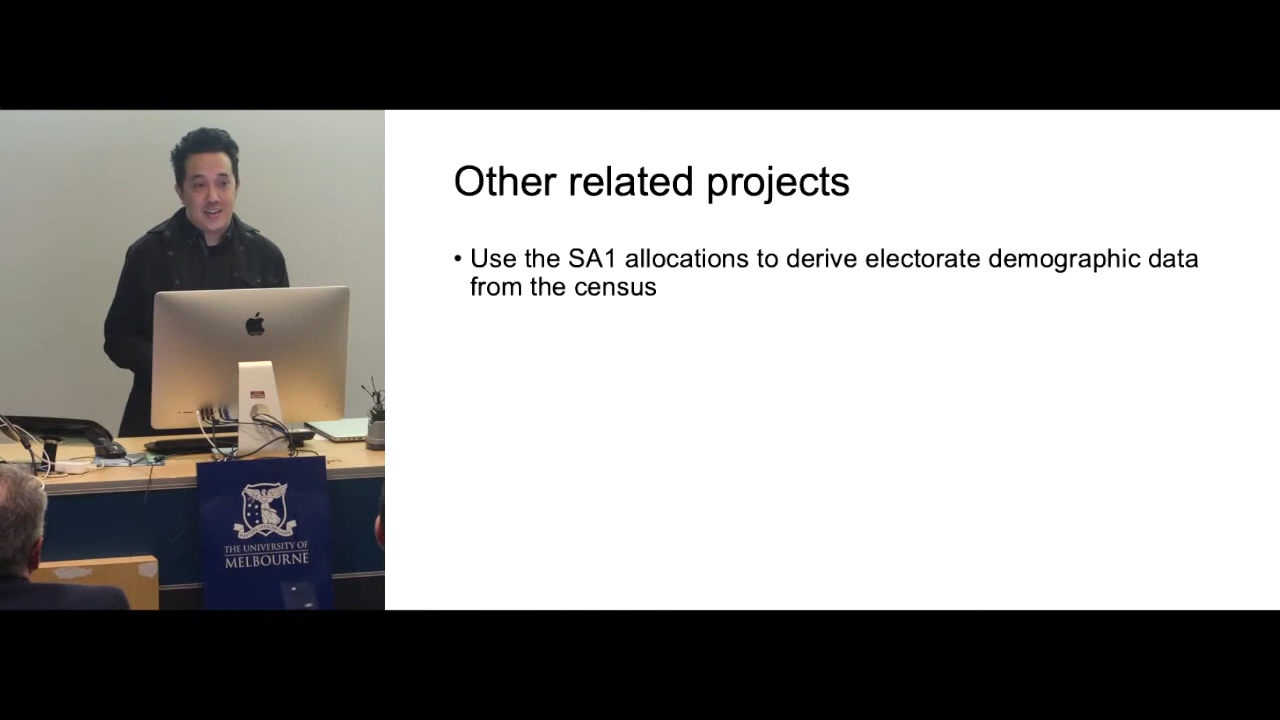 Other related projects
• Use the SA1 allocations to derive electorate demographic data
from the census
THE UNIVERSITY OF
MELBOURNE